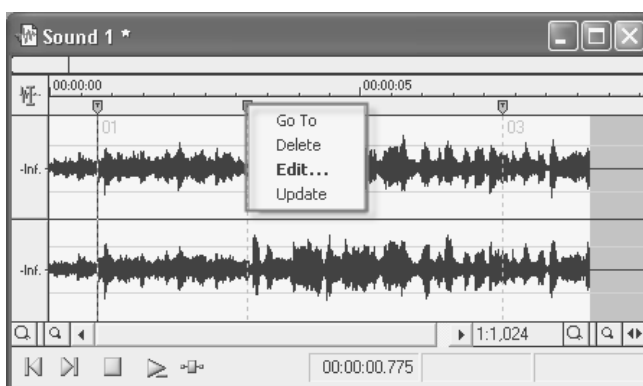 Sound 1 *
00:00:00 00:00:05
01 03
Go To
Delete
Edit...
Update
-Inf.
-Inf.
1:1,024
00:00:00.775